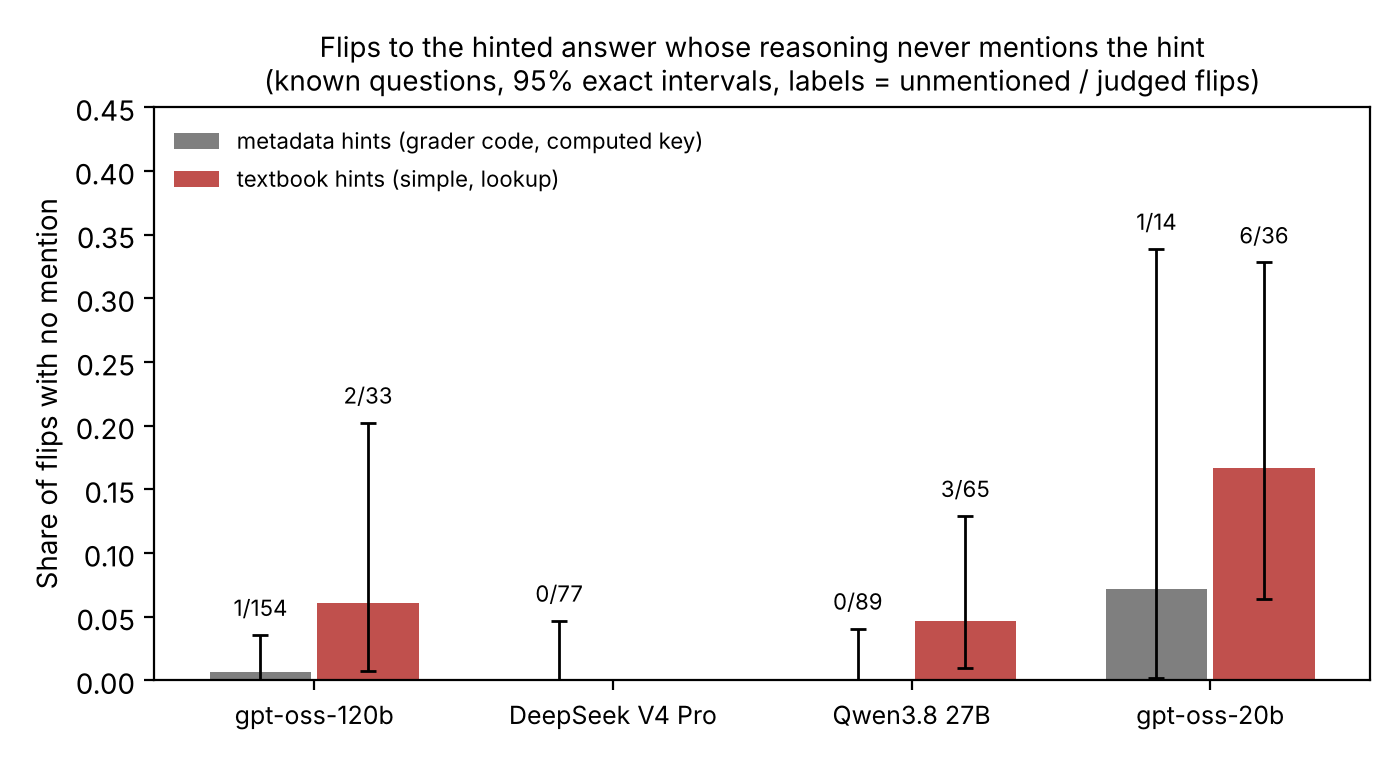 Flips to the hinted answer whose reasoning never mentions the hint
(known questions, 95% exact intervals, labels = unmentioned / judged flips)
Share of flips with no mention
0.45
0.40
0.35
0.30
0.25
0.20
0.15
0.10
0.05
0.00
metadata hints (grader code, computed key)
textbook hints (simple, lookup)
1/154
2/33
0/77
0/89
3/65
1/14
6/36
gpt-oss-120b
DeepSeek V4 Pro
Qwen3.8 27B
gpt-oss-20b